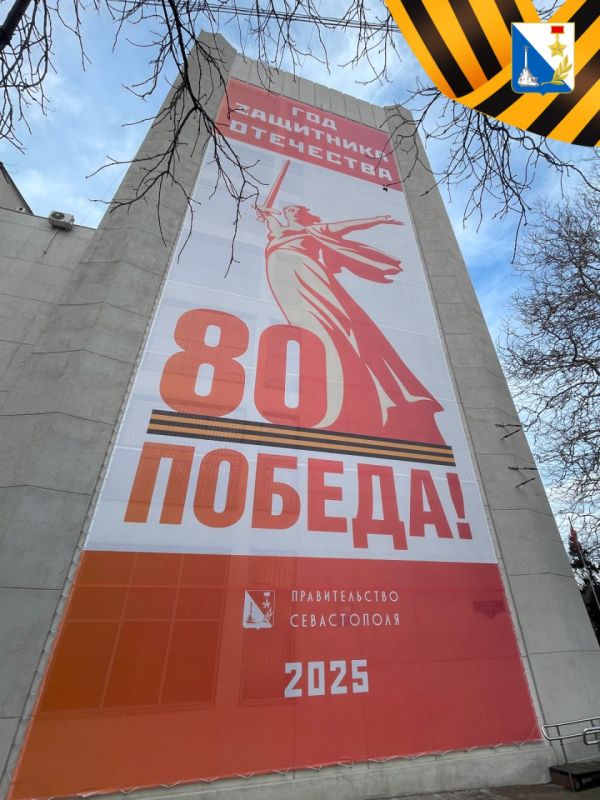 ГОД
ЗАЩИТНИКА
ОТЕЧЕСТВА
80
ПОБЕДА!
ПРАВИТЕЛЬСТВО
СЕВАСТОПОЛЯ
2025